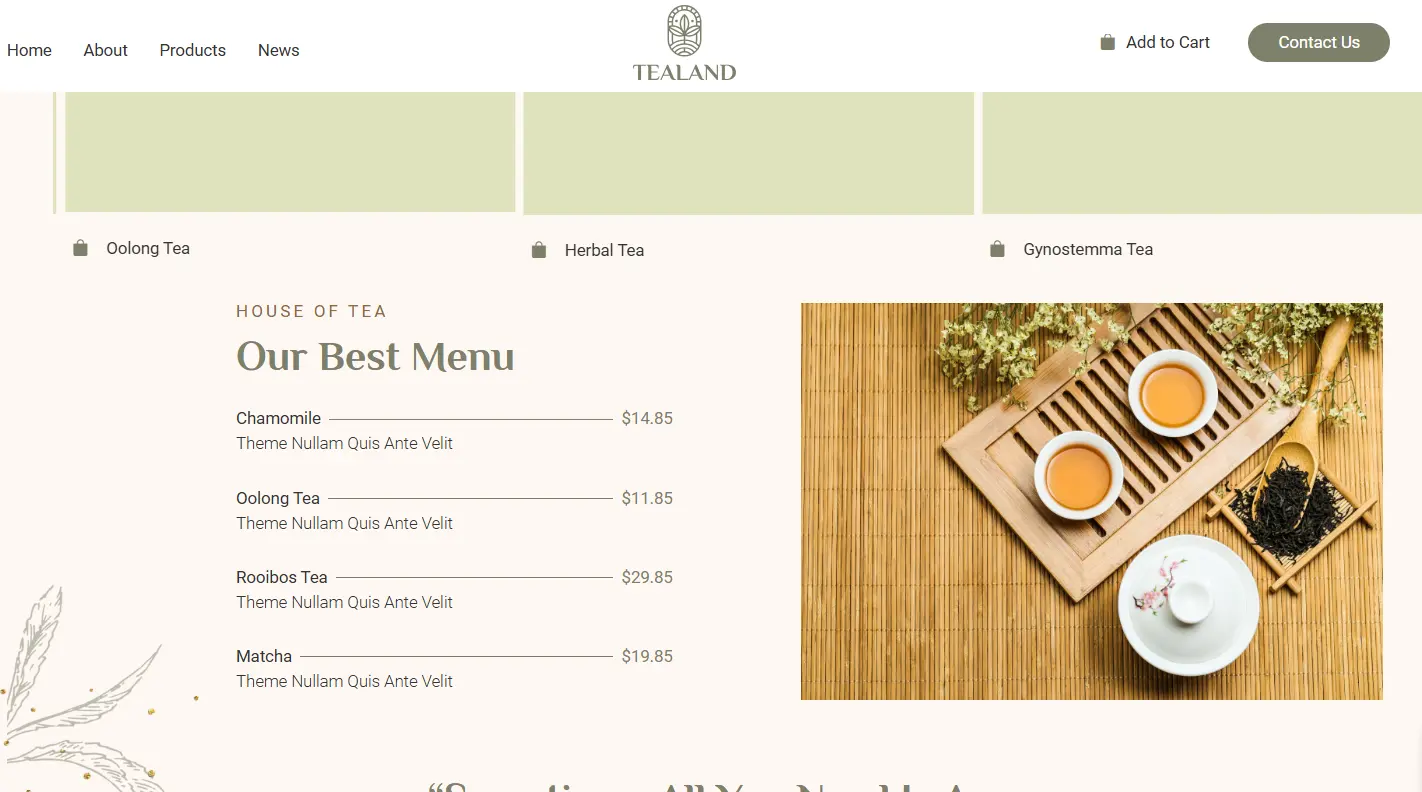 Home About Products News
TEALAND
Add to Cart
Contact Us
Oolong Tea
Herbal Tea
Gynostemma Tea
HOUSE OF TEA
Our Best Menu
Chamomile $14.85
Theme Nullam Quis Ante Velit
Oolong Tea $11.85
Theme Nullam Quis Ante Velit
Rooibos Tea $29.85
Theme Nullam Quis Ante Velit
Matcha $19.85
Theme Nullam Quis Ante Velit